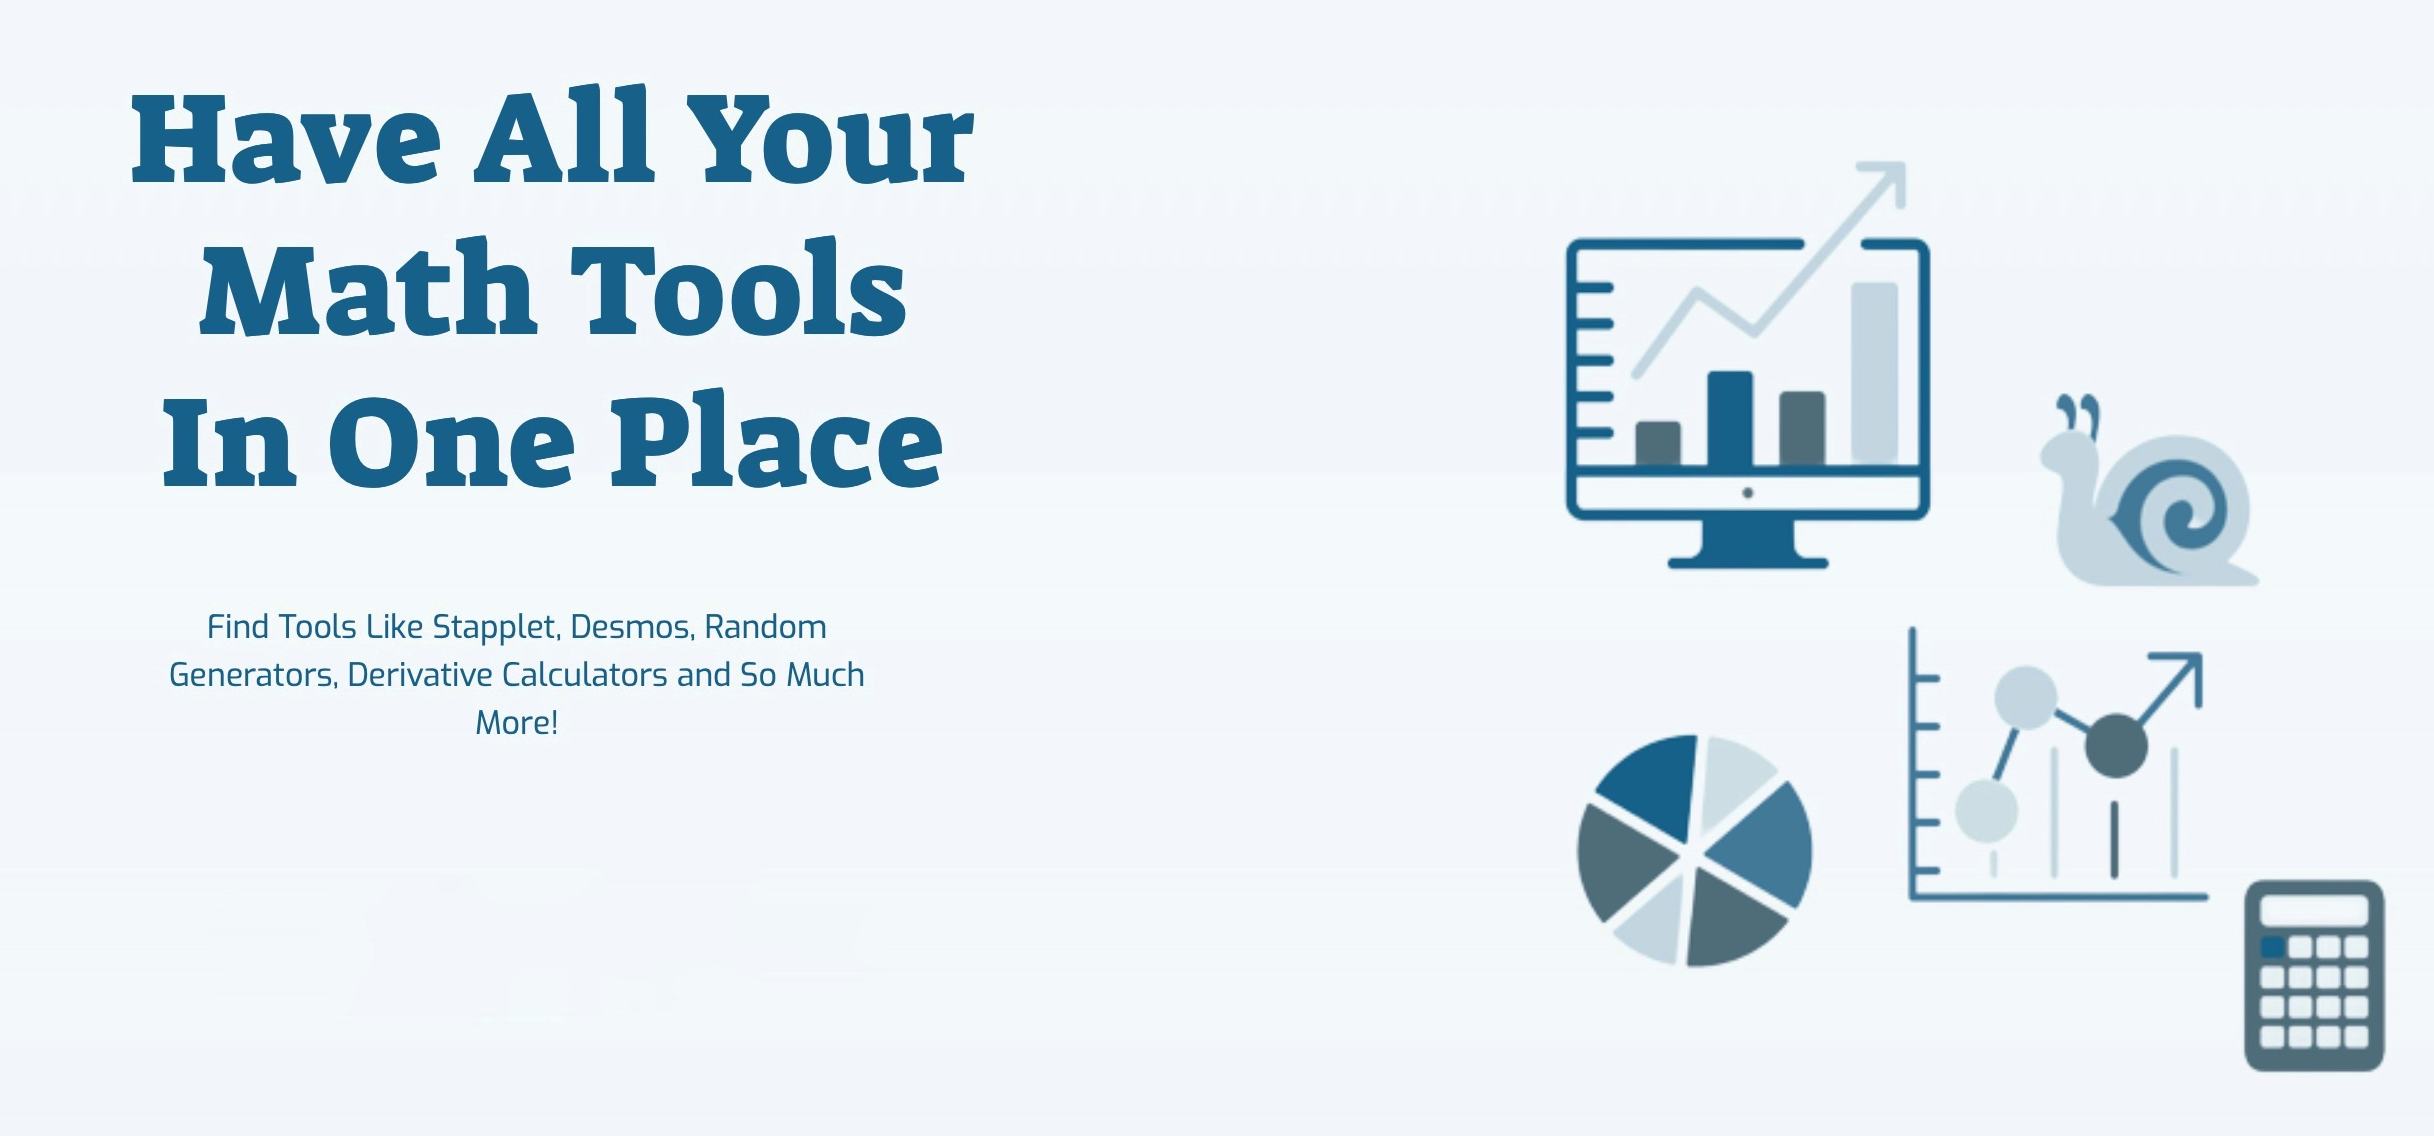 Have All Your
Math Tools
In One Place
Find Tools Like Stapplet, Desmos, Random
Generators, Derivative Calculators and So Much
More!